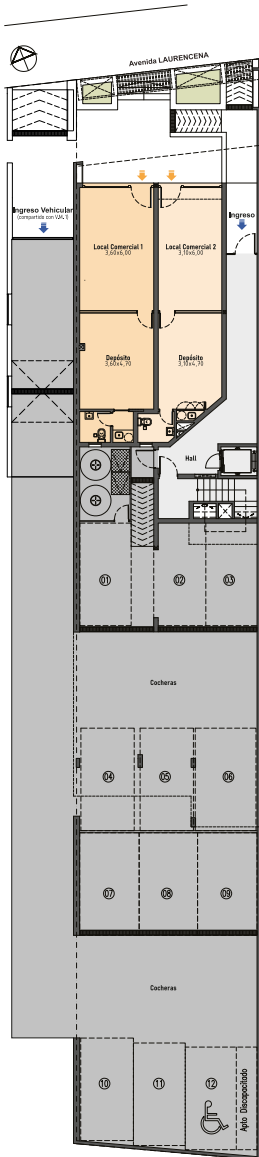 Avenida LAURENCENA
Ingreso Vehicular
(compartido con V.M. 1)
Ingreso
Local Comercial 1
3,60x6,00
Local Comercial 2
3,10x6,00
Depósito
3,60x4,70
Depósito
3,10x4,70
Hall
01
02
03
Cocheras
04
05
06
07
08
09
Cocheras
10
11
12
Apto Discapacitado